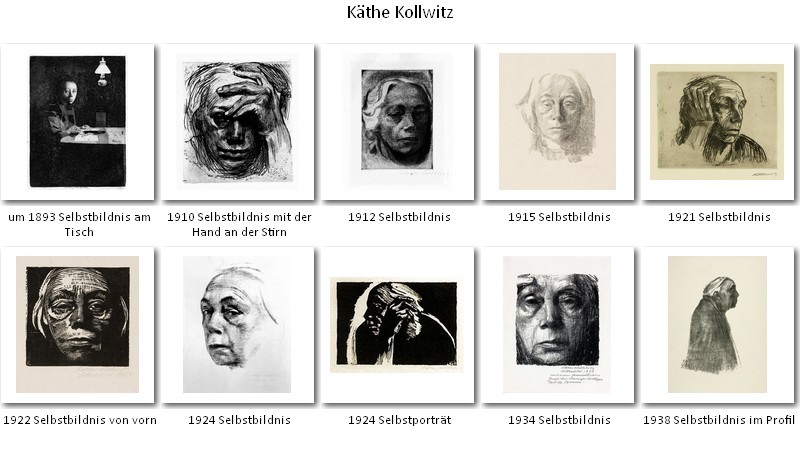 Käthe Kollwitz
um 1893 Selbstbildnis am
Tisch
1910 Selbstbildnis mit der
Hand an der Stirn
1912 Selbstbildnis
1915 Selbstbildnis
1921 Selbstbildnis
1922 Selbstbildnis von vorn
1924 Selbstbildnis
1924 Selbstporträt
1934 Selbstbildnis
1938 Selbstbildnis im Profil